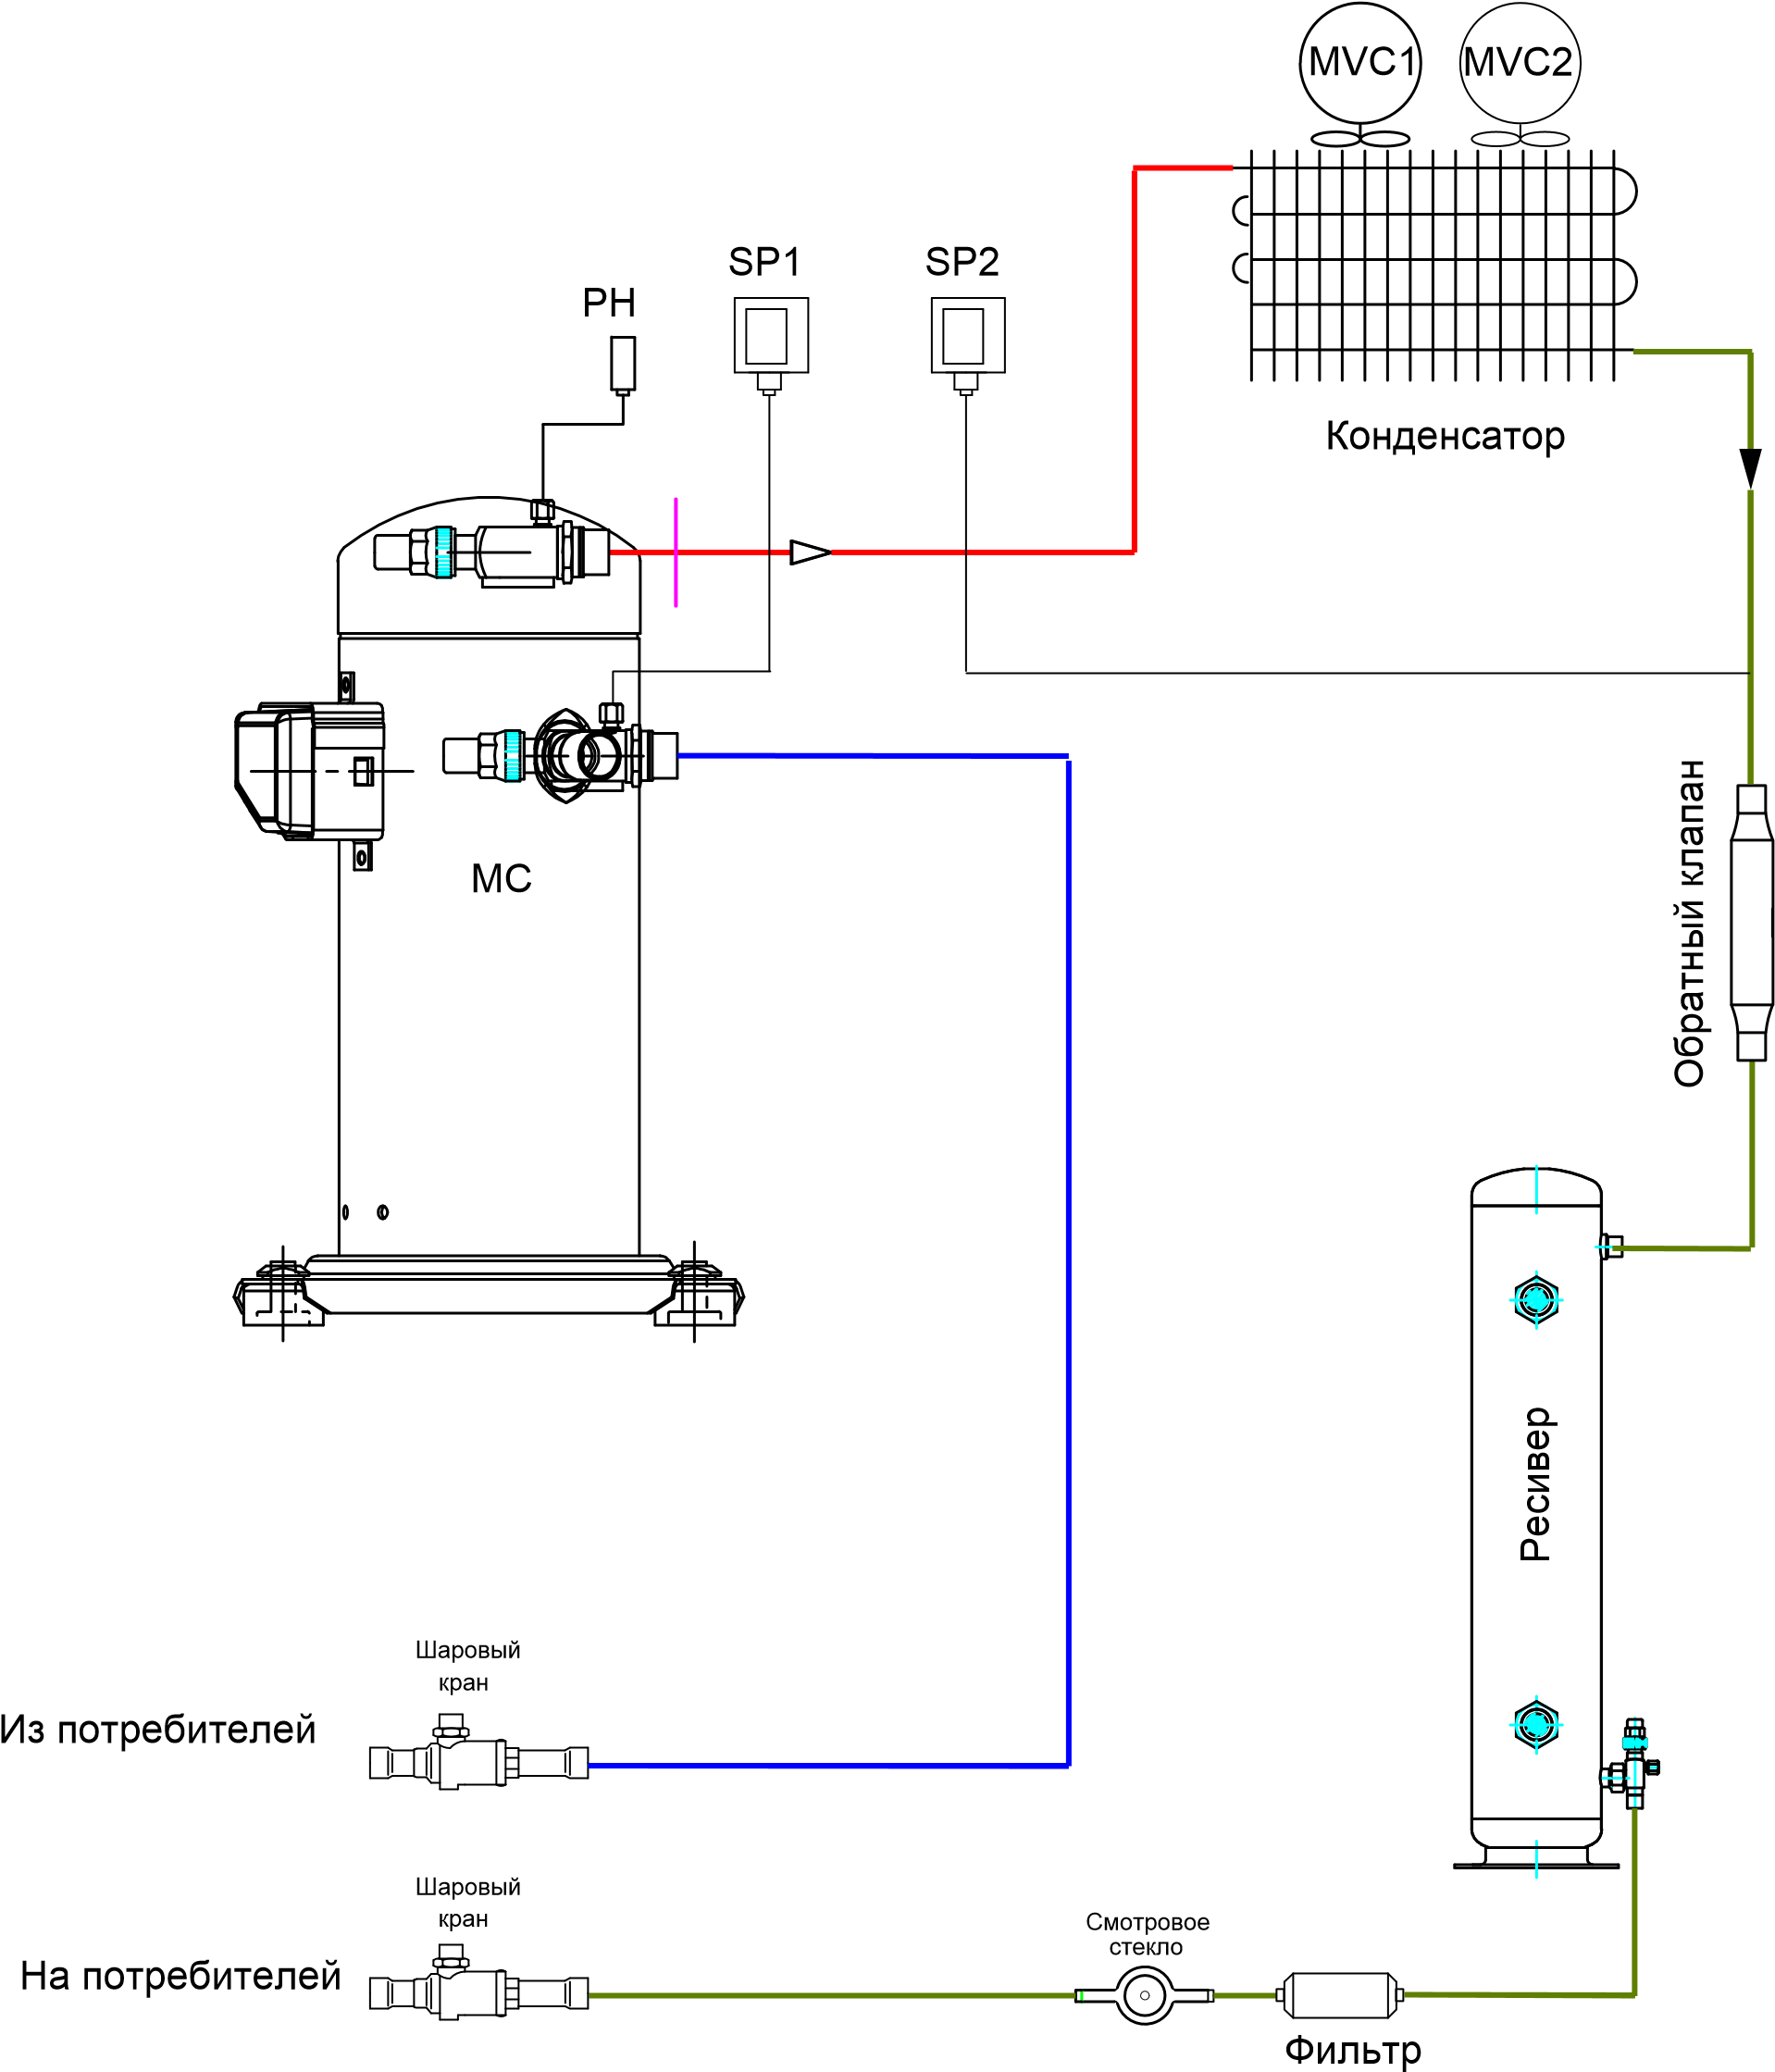 MVC1
MVC2
SP1
SP2
PH
Конденсатор
Обратный клапан
MC
Ресивер
Шаровый
кран
Из потребителей
Шаровый
кран
На потребителей
Смотровое
стекло
Фильтр